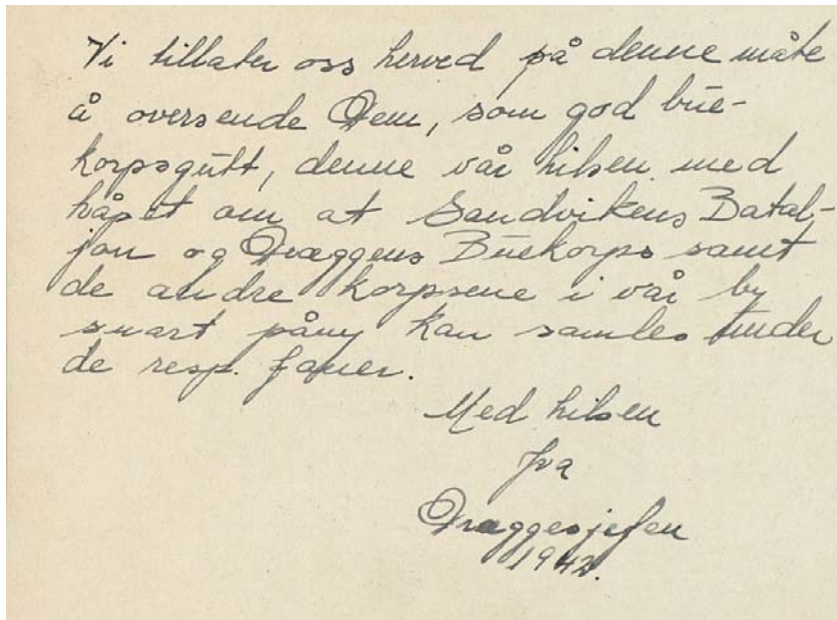 Vi tillater oss herved på denne måte
å oversende Dem, som god bue-
korpsgutt, denne vår hilsen med
håpet om at Sandvikens Batal-
jon og Dræggens Buekorps samt
de andre korpsene i vår by
snart påny kan samles under
de resp. faner.
Med hilsen
fra
Dræggesjefen
1942.